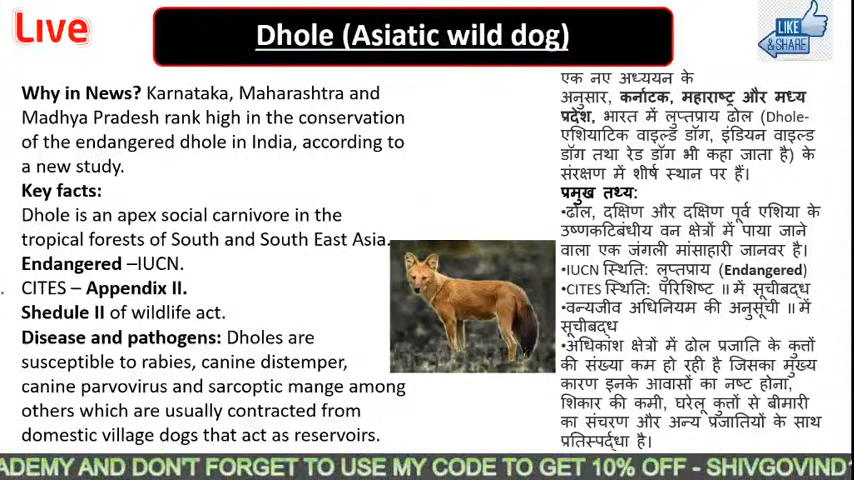 Live
Dhole (Asiatic wild dog)
LIKE
& SHARE
Why in News? Karnataka, Maharashtra and
Madhya Pradesh rank high in the conservation
of the endangered dhole in India, according to
a new study.
Key facts:
Dhole is an apex social carnivore in the
tropical forests of South and South East Asia.
Endangered –IUCN.
CITES – Appendix II.
Shedule II of wildlife act.
Disease and pathogens: Dholes are
susceptible to rabies, canine distemper,
canine parvovirus and sarcoptic mange among
others which are usually contracted from
domestic village dogs that act as reservoirs.
एक नए अध्ययन के
अनुसार, कर्नाटक, महाराष्ट्र और मध्य
प्रदेश, भारत में लुप्तप्राय ढोल (Dhole-
एशियाटिक वाइल्ड डॉग, इंडियन वाइल्ड
डॉग तथा रेड डॉग भी कहा जाता है) के
संरक्षण में शीर्ष स्थान पर हैं।
प्रमुख तथ्य:
•ढोल, दक्षिण और दक्षिण पूर्व एशिया के
उष्णकटिबंधीय वन क्षेत्रों में पाया जाने
वाला एक जंगली मांसाहारी जानवर है।
•IUCN स्थिति: लुप्तप्राय (Endangered)
•CITES स्थिति: परिशिष्ट II में सूचीबद्ध
•वन्यजीव अधिनियम की अनुसूची II में
सूचीबद्ध
•अधिकांश क्षेत्रों में ढोल प्रजाति के कुत्तों
की संख्या कम हो रही है जिसका मुख्य
कारण इनके आवासों का नष्ट होना,
शिकार की कमी, घरेलू कुत्तों से बीमारी
का संचरण और अन्य प्रजातियों के साथ
प्रतिस्पर्द्धा है।
ADEMY AND DON'T FORGET TO USE MY CODE TO GET 10% OFF - SHIVGOVIND